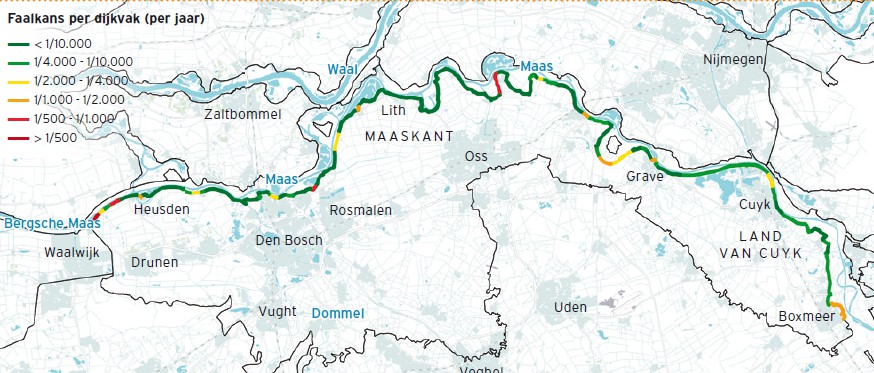 Faalkans per dijkvak (per jaar)
< 1/10.000
1/4.000 - 1/10.000
1/2.000 - 1/4.000
1/1.000 - 1/2.000
1/500 - 1/1.000
> 1/500
Waal
Maas
Nijmegen
Zaltbommel
Lith
MAASKANT
Oss
Maas
Grave
Heusden
Rosmalen
Cuyk
Bergsche Maas
Den Bosch
LAND
VAN CUYK
Waalwijk
Drunen
Uden
Vught
Dommel
Boxmeer
Veghel